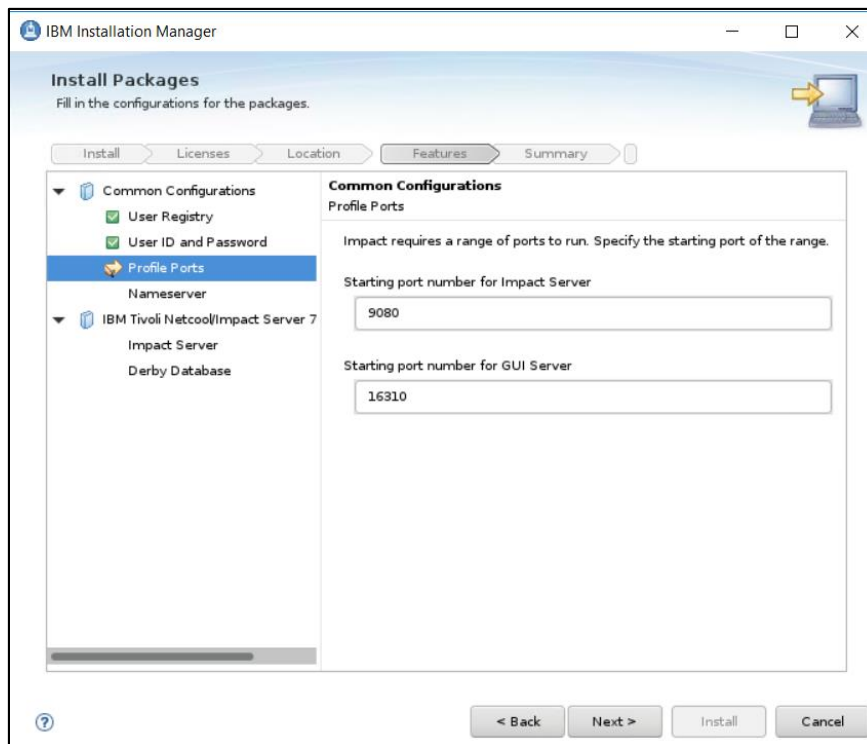 IBM Installation Manager
Install Packages
Fill in the configurations for the packages.
Install Licenses Location Features Summary
Common Configurations
User Registry
User ID and Password
Profile Ports
Nameserver
IBM Tivoli Netcool/Impact Server 7
Impact Server
Derby Database
Common Configurations
Profile Ports
Impact requires a range of ports to run. Specify the starting port of the range.
Starting port number for Impact Server
9080
Starting port number for GUI Server
16310
?
< Back Next > Install Cancel